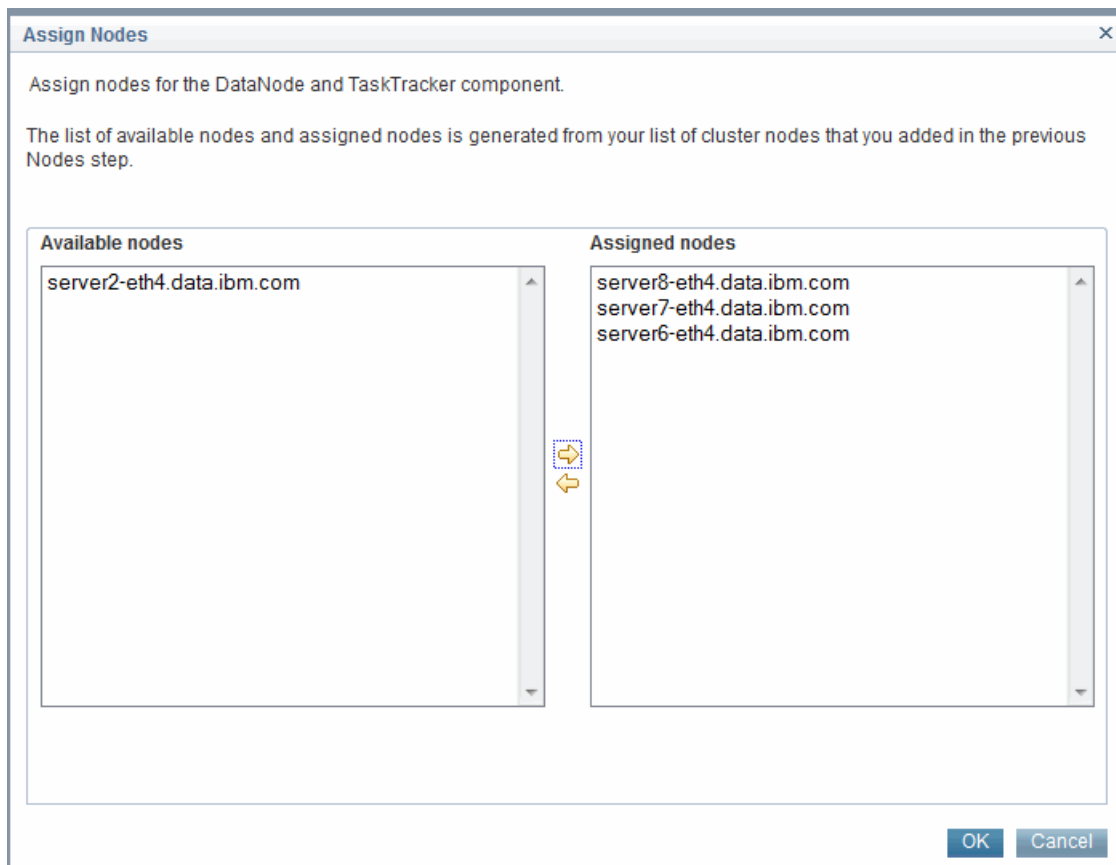 Assign Nodes
Assign nodes for the DataNode and TaskTracker component.
The list of available nodes and assigned nodes is generated from your list of cluster nodes that you added in the previous
Nodes step.
Available nodes
server2-eth4.data.ibm.com
Assigned nodes
server8-eth4.data.ibm.com
server7-eth4.data.ibm.com
server6-eth4.data.ibm.com
OK
Cancel